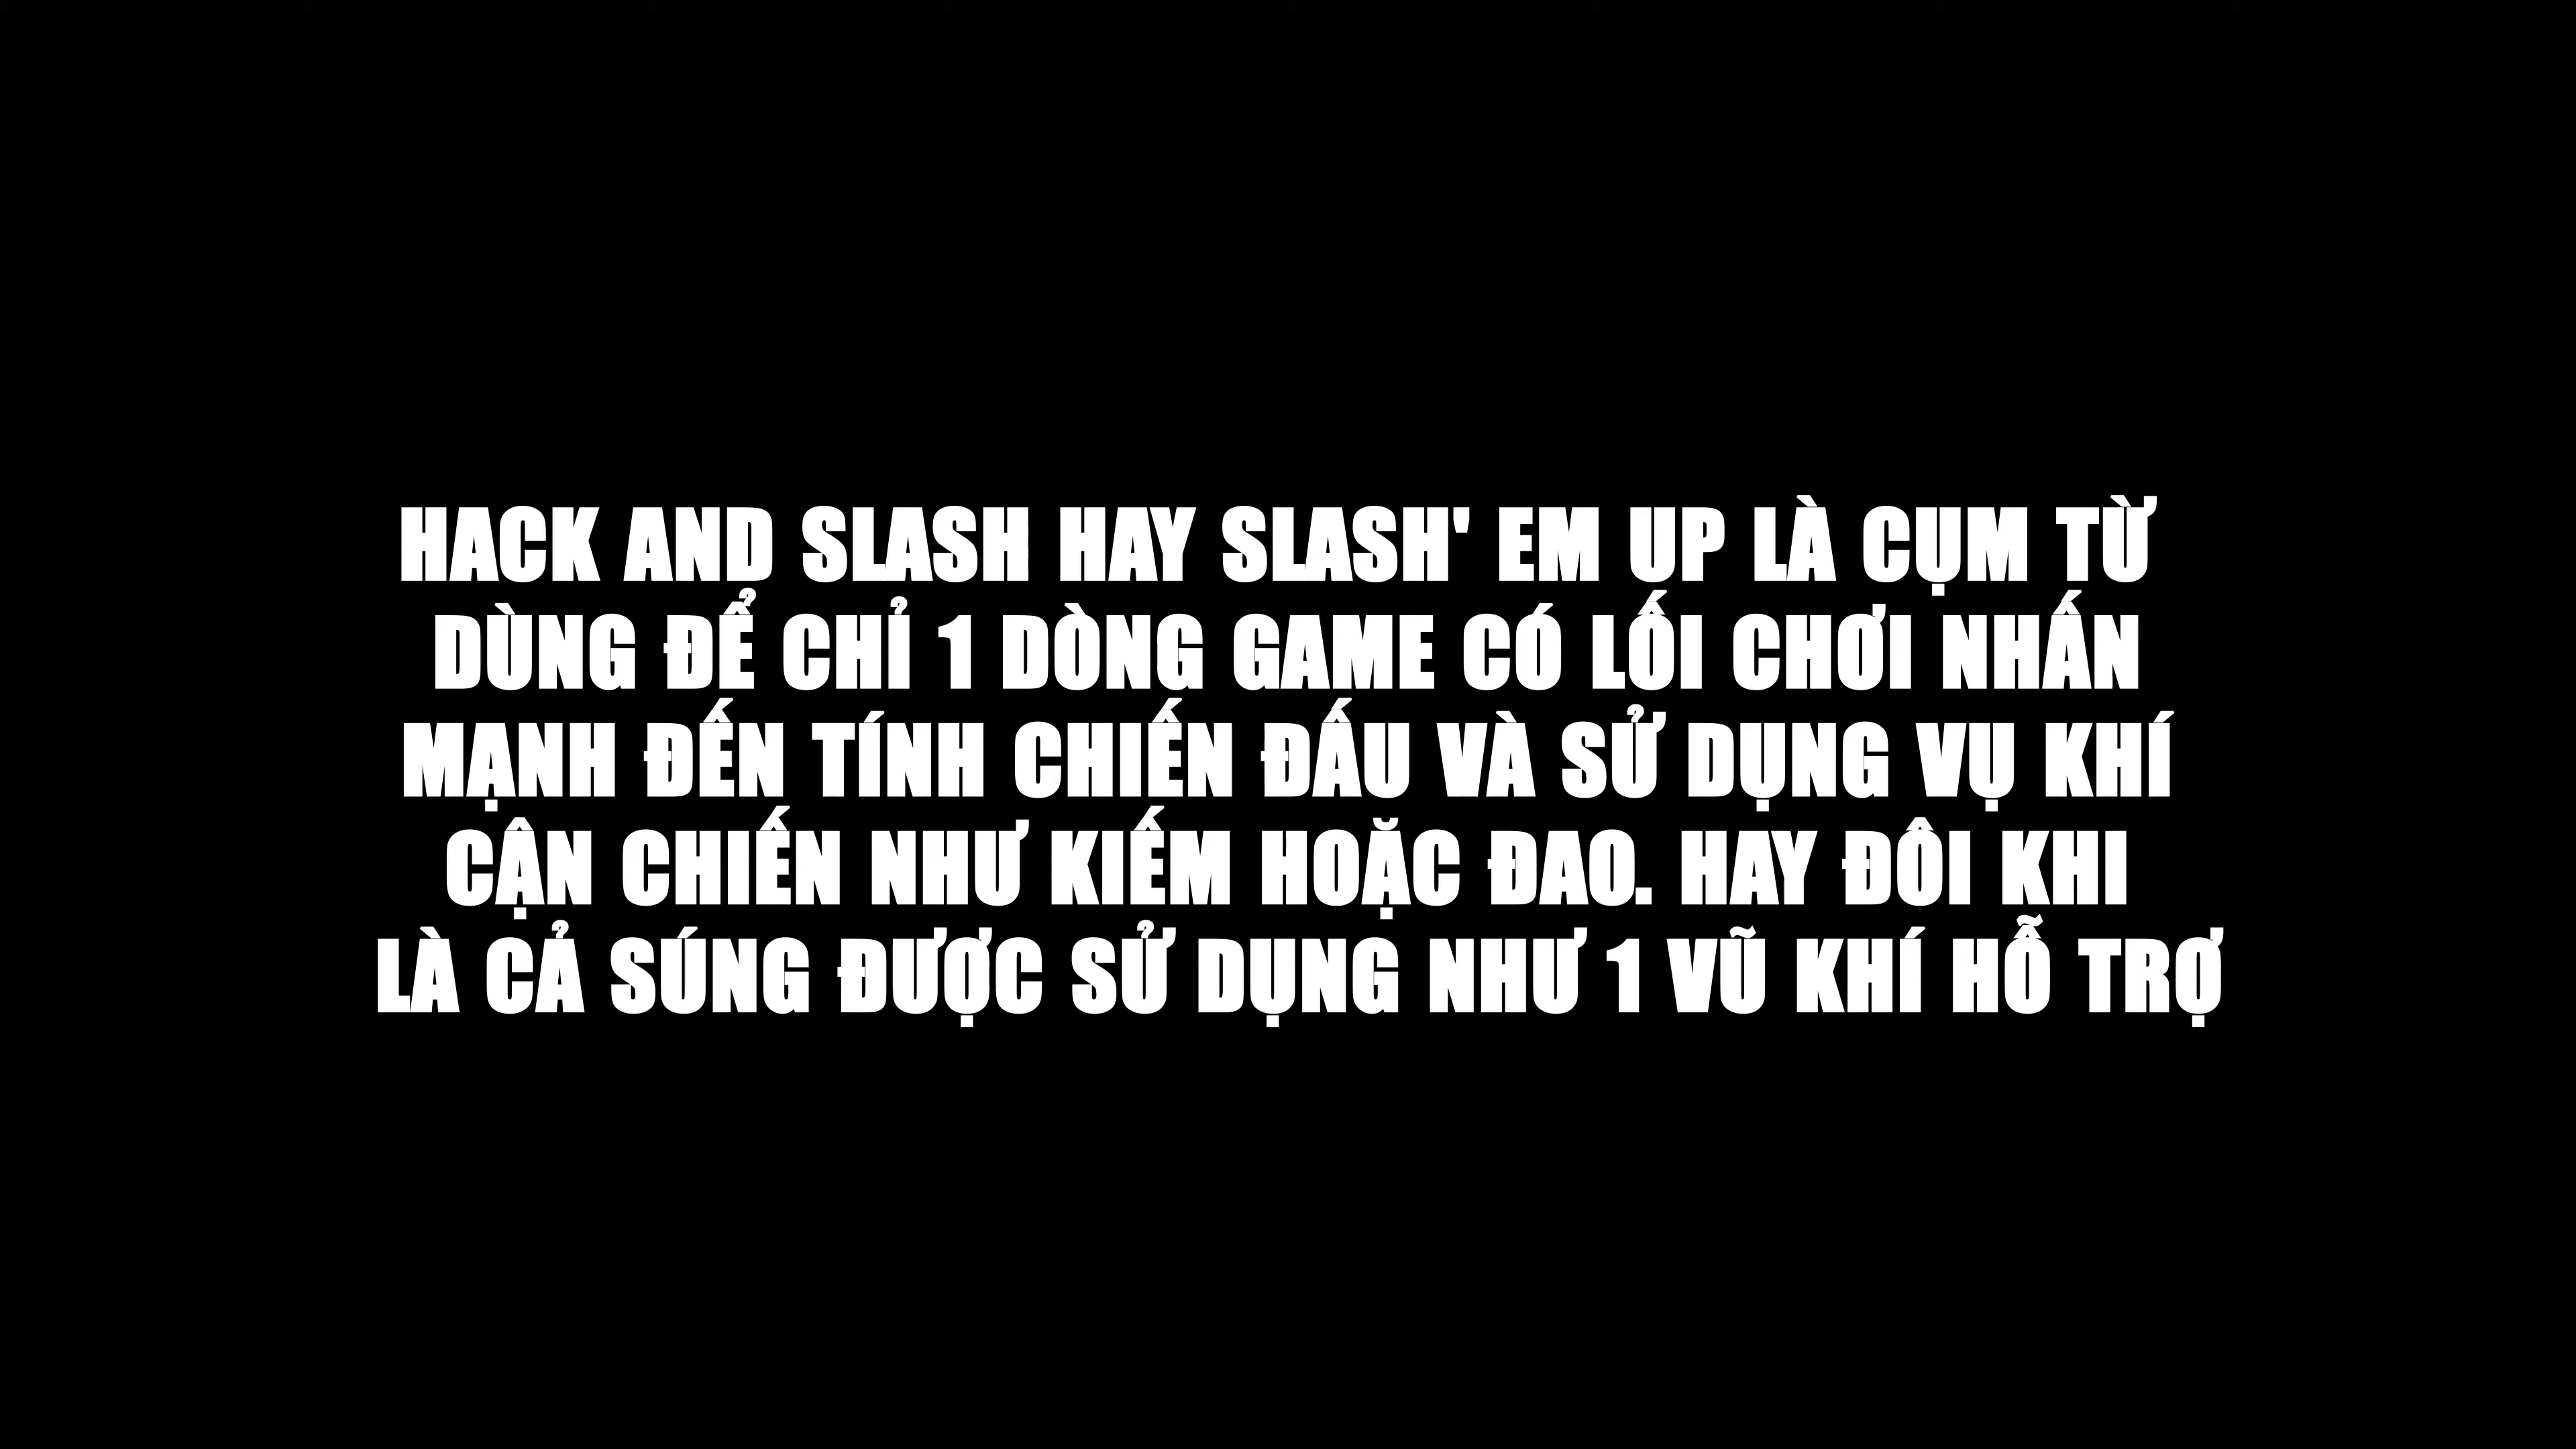 HACK AND SLASH HAY SLASH' EM UP LÀ CỤM TỪ
DÙNG ĐỂ CHỈ 1 DÒNG GAME CÓ LỐI CHƠI NHẤN
MẠNH ĐẾN TÍNH CHIẾN ĐẤU VÀ SỬ DỤNG VỤ KHÍ
CẬN CHIẾN NHƯ KIẾM HOẶC ĐAO. HAY ĐÔI KHI
LÀ CẢ SÚNG ĐƯỢC SỬ DỤNG NHƯ 1 VŨ KHÍ HỖ TRỢ